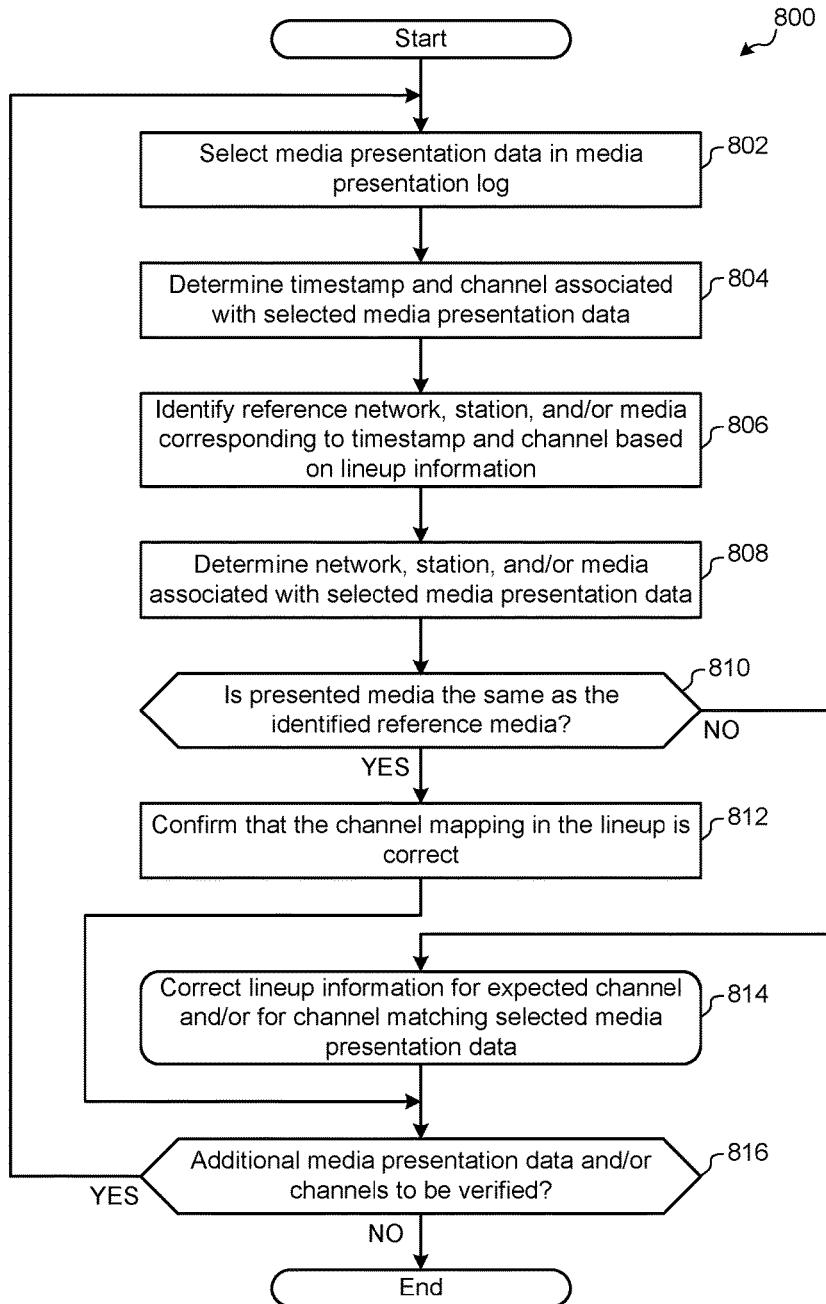 800
Start
Select media presentation data in media
presentation log
802
Determine timestamp and channel associated
with selected media presentation data
804
Identify reference network, station, and/or media
corresponding to timestamp and channel based
on lineup information
806
Determine network, station, and/or media
associated with selected media presentation data
808
Is presented media the same as the
identified reference media?
810
NO
YES
Confirm that the channel mapping in the lineup is
correct
812
Correct lineup information for expected channel
and/or for channel matching selected media
presentation data
814
Additional media presentation data and/or
channels to be verified?
816
YES
NO
End